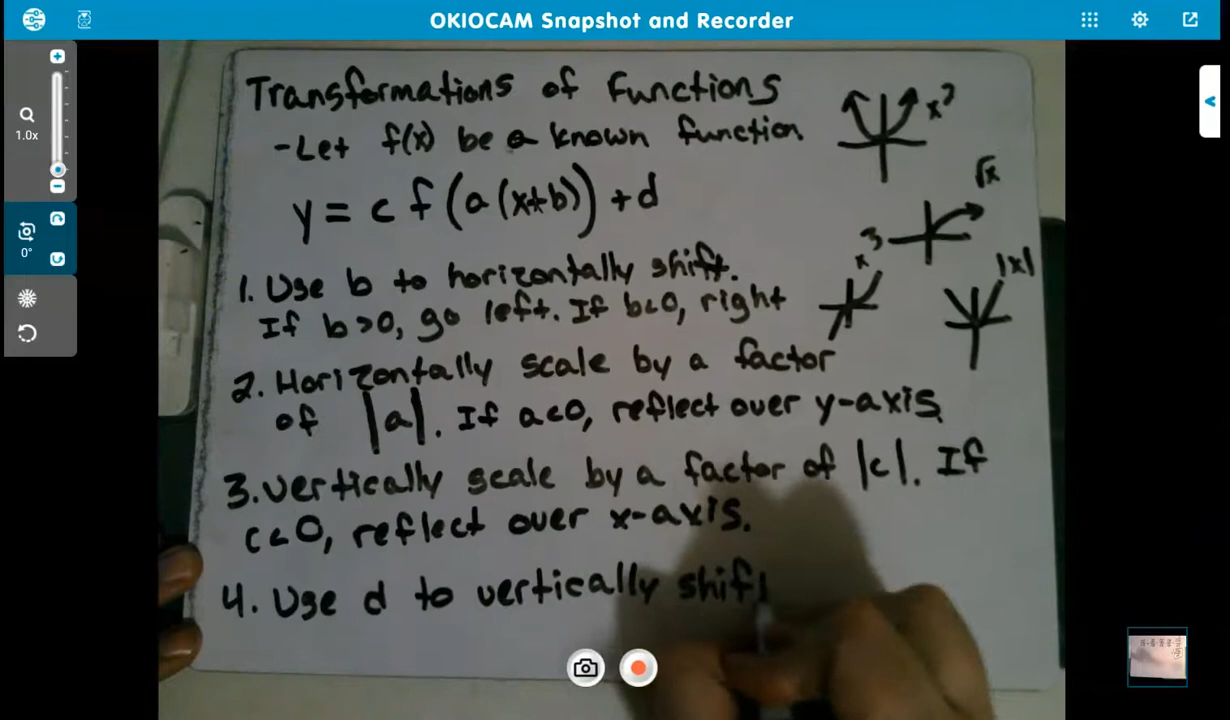 OKIOCAM Snapshot and Recorder
1.0x
0°
Transformations of Functions
-Let f(x) be a known function
y = c f(a(x+b)) + d
x²
√x
x³
|x|
1. Use b to horizontally shift.
If b>0, go left. If b<0, right
2. Horizontally scale by a factor
of |a|. If a<0, reflect over y-axis
3. Vertically scale by a factor of |c|. If
c<0, reflect over x-axis.
4. Use d to vertically shift